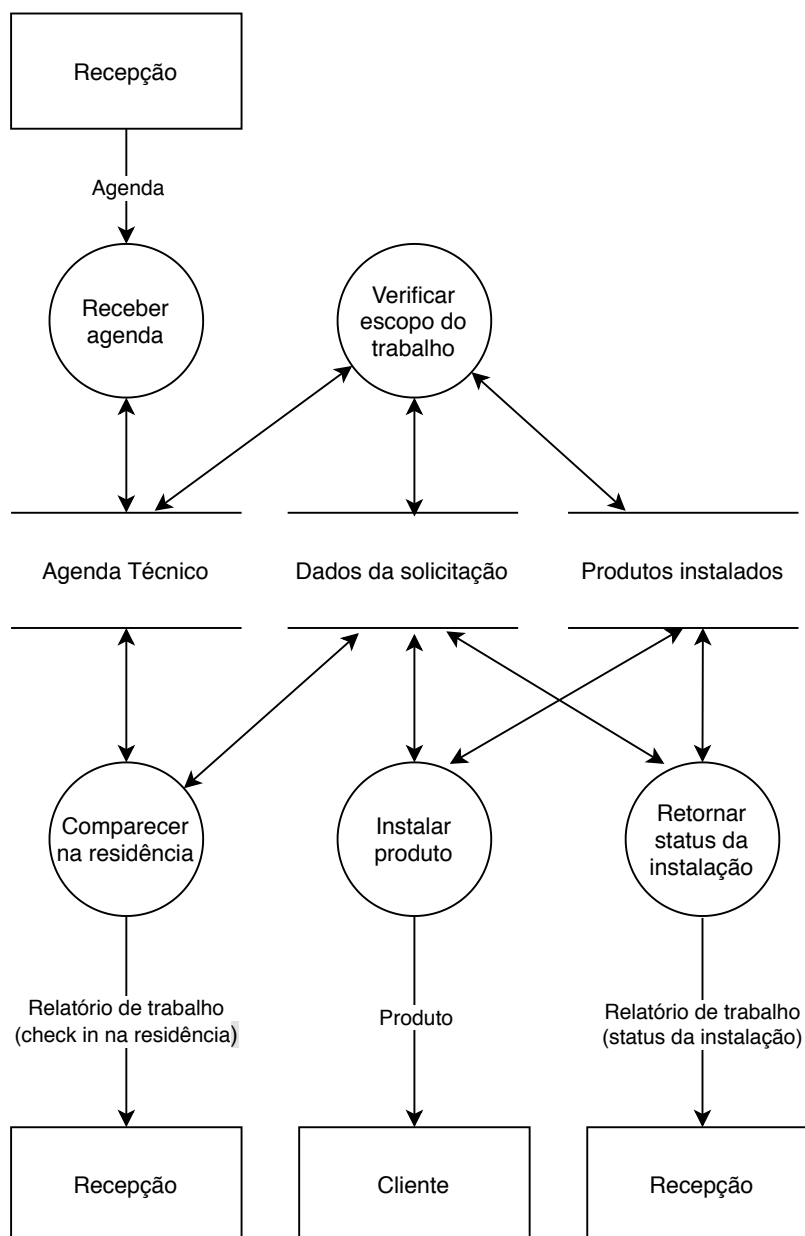 Recepção
Agenda
Receber
agenda
Verificar
escopo do
trabalho
Agenda Técnico
Dados da solicitação
Produtos instalados
Comparecer
na residência
Instalar
produto
Retornar
status da
instalação
Relatório de trabalho
(check in na residência)
Produto
Relatório de trabalho
(status da instalação)
Recepção
Cliente
Recepção